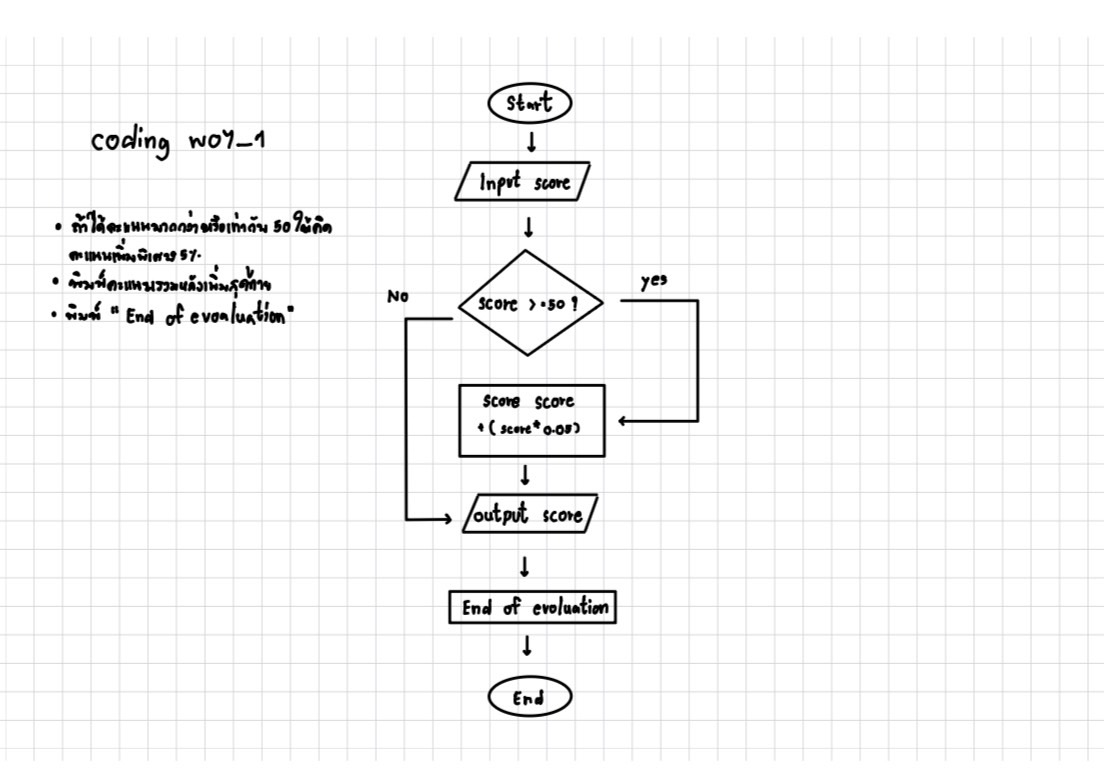 coding woY_1
• ถ้าได้คะแนนมากกว่าหรือเท่ากับ 50 ให้คิด
คะแนนเพิ่มพิเศษ 5%
• พิมพ์คะแนนรวมหลังเพิ่มสุดท้าย
• พิมพ์ "End of evaluation"
Start
Input score
score >= 50 ?
No
yes
score score
+ ( score * 0.05)
output score
End of evoluation
End